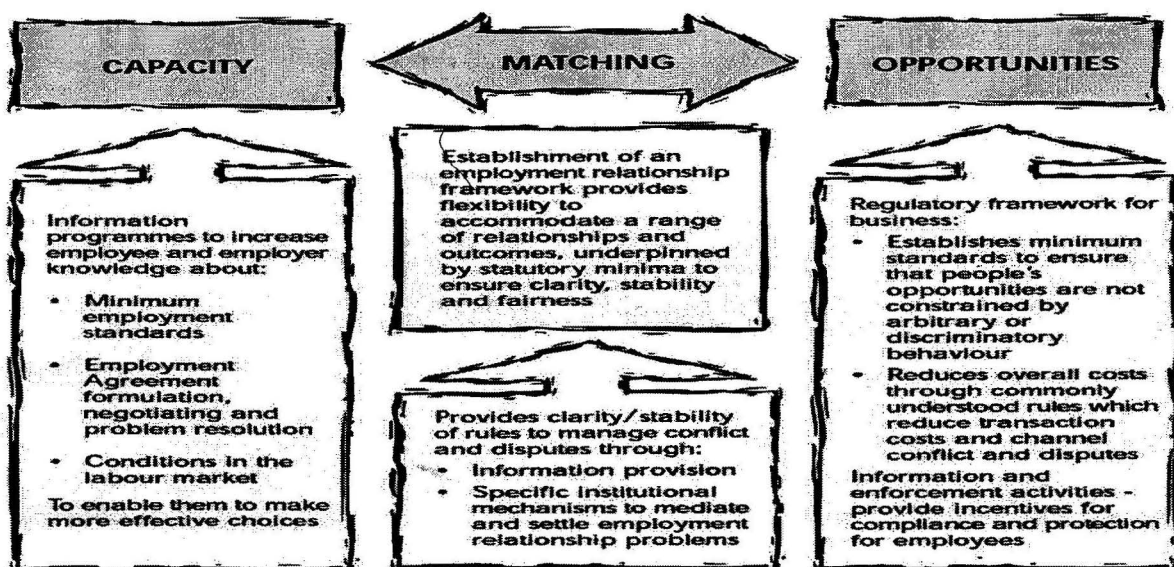 CAPACITY
MATCHING
OPPORTUNITIES
Information
programmes to increase
employee and employer
knowledge about:
• Minimum
employment
standards
• Employment
Agreement
formulation,
negotiating and
problem resolution
• Conditions in the
labour market
To enable them to make
more effective choices
Establishment of an
employment relationship
framework provides
flexibility to
accommodate a range
of relationships and
outcomes, underpinned
by statutory minima to
ensure clarity, stability
and fairness
Provides clarity/stability
of rules to manage conflict
and disputes through:
• Information provision
• Specific institutional
mechanisms to mediate
and settle employment
relationship problems
Regulatory framework for
business:
• Establishes minimum
standards to ensure
that people's
opportunities are not
constrained by
arbitrary or
discriminatory
behaviour
• Reduces overall costs
through commonly
understood rules which
reduce transaction
costs and channel
conflict and disputes
Information and
enforcement activities -
provide incentives for
compliance and protection
for employees